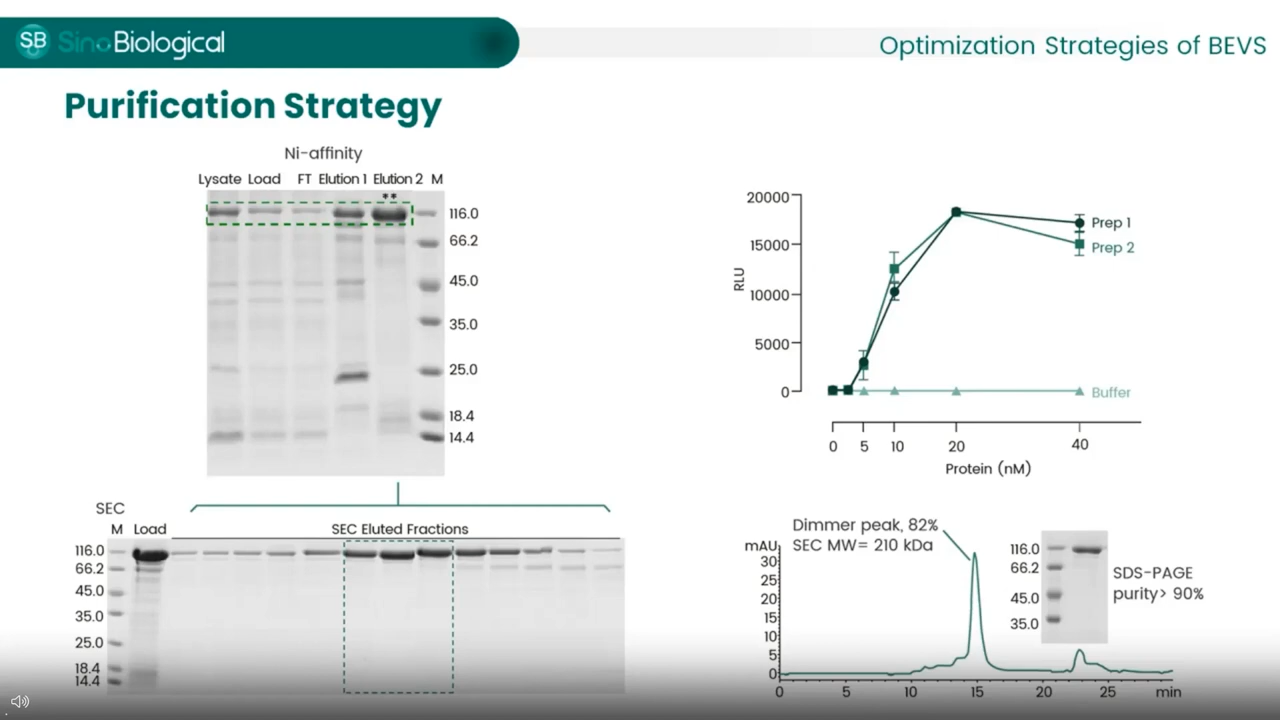 SB SinoBiological
Optimization Strategies of BEVS
Purification Strategy
Ni-affinity
Lysate Load FT Elution 1 Elution 2 M
**
116.0
66.2
45.0
35.0
25.0
18.4
14.4
SEC
M Load SEC Eluted Fractions
116.0
66.2
45.0
35.0
25.0
18.4
14.4
20000
15000
10000
5000
0
RLU
Prep 1
Prep 2
Buffer
0 5 10 20 40
Protein (nM)
Dimmer peak, 82%
SEC MW= 210 kDa
mAU
30
25
20
15
10
5
0
0 5 10 15 20 25 min
116.0
66.2
45.0
35.0
SDS-PAGE
purity> 90%